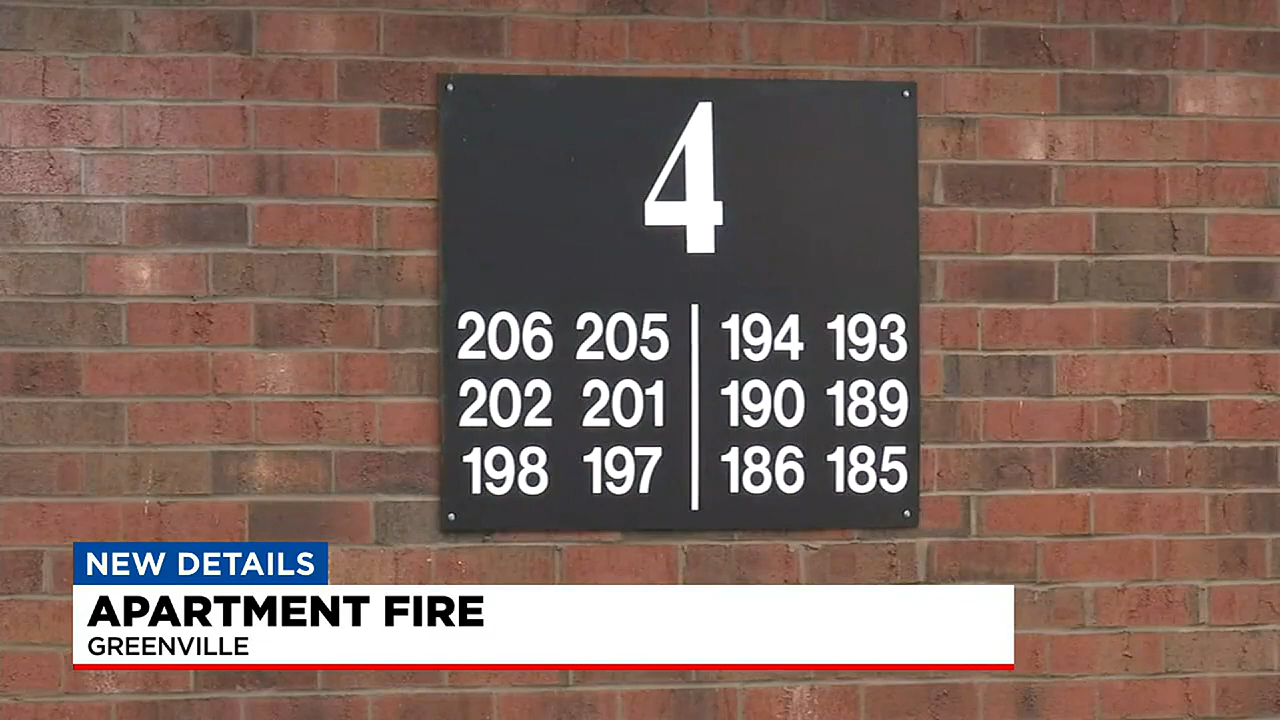 4
206 205 194 193
202 201 190 189
198 197 186 185
NEW DETAILS
APARTMENT FIRE
GREENVILLE